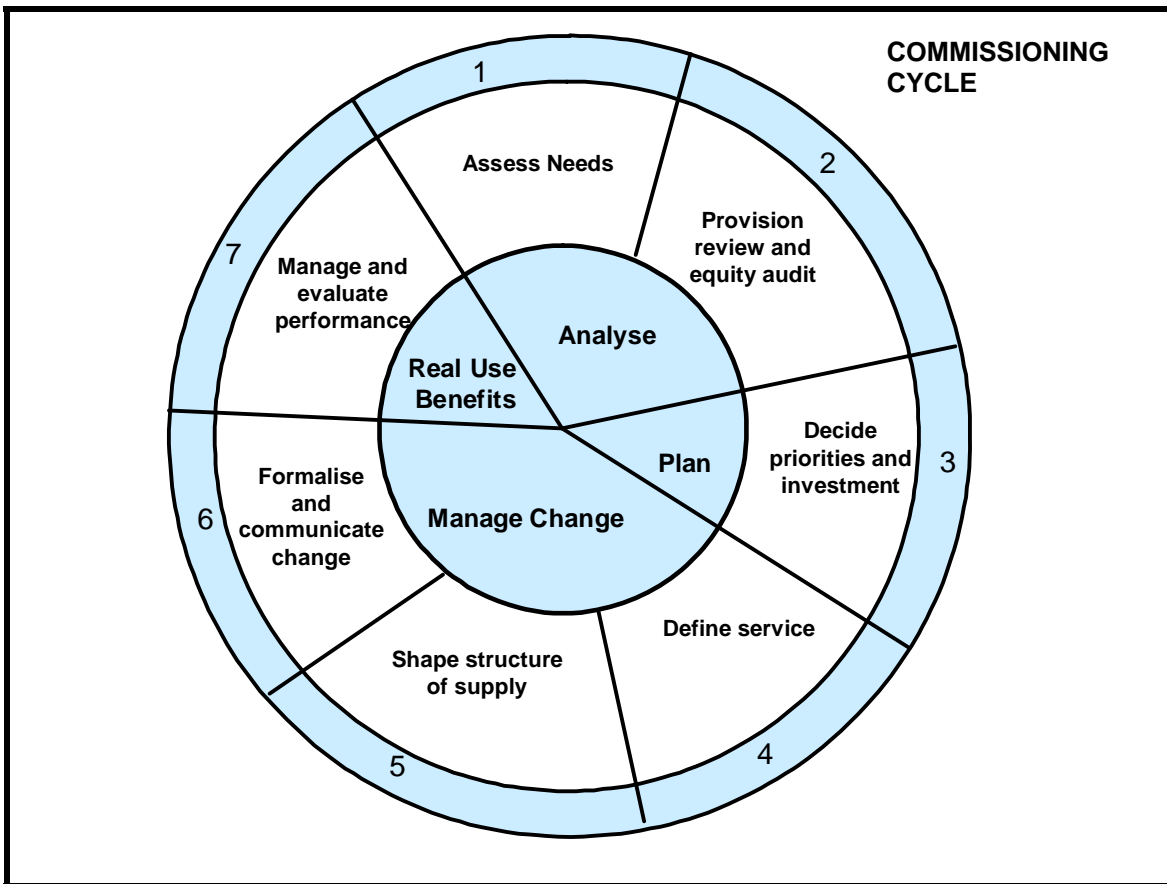 COMMISSIONING
CYCLE
1
Assess Needs
2
Provision
review and
equity audit
3
Decide
priorities and
investment
4
Define service
5
Shape structure
of supply
6
Formalise
and
communicate
change
7
Manage and
evaluate
performance
Analyse
Plan
Manage Change
Real Use
Benefits